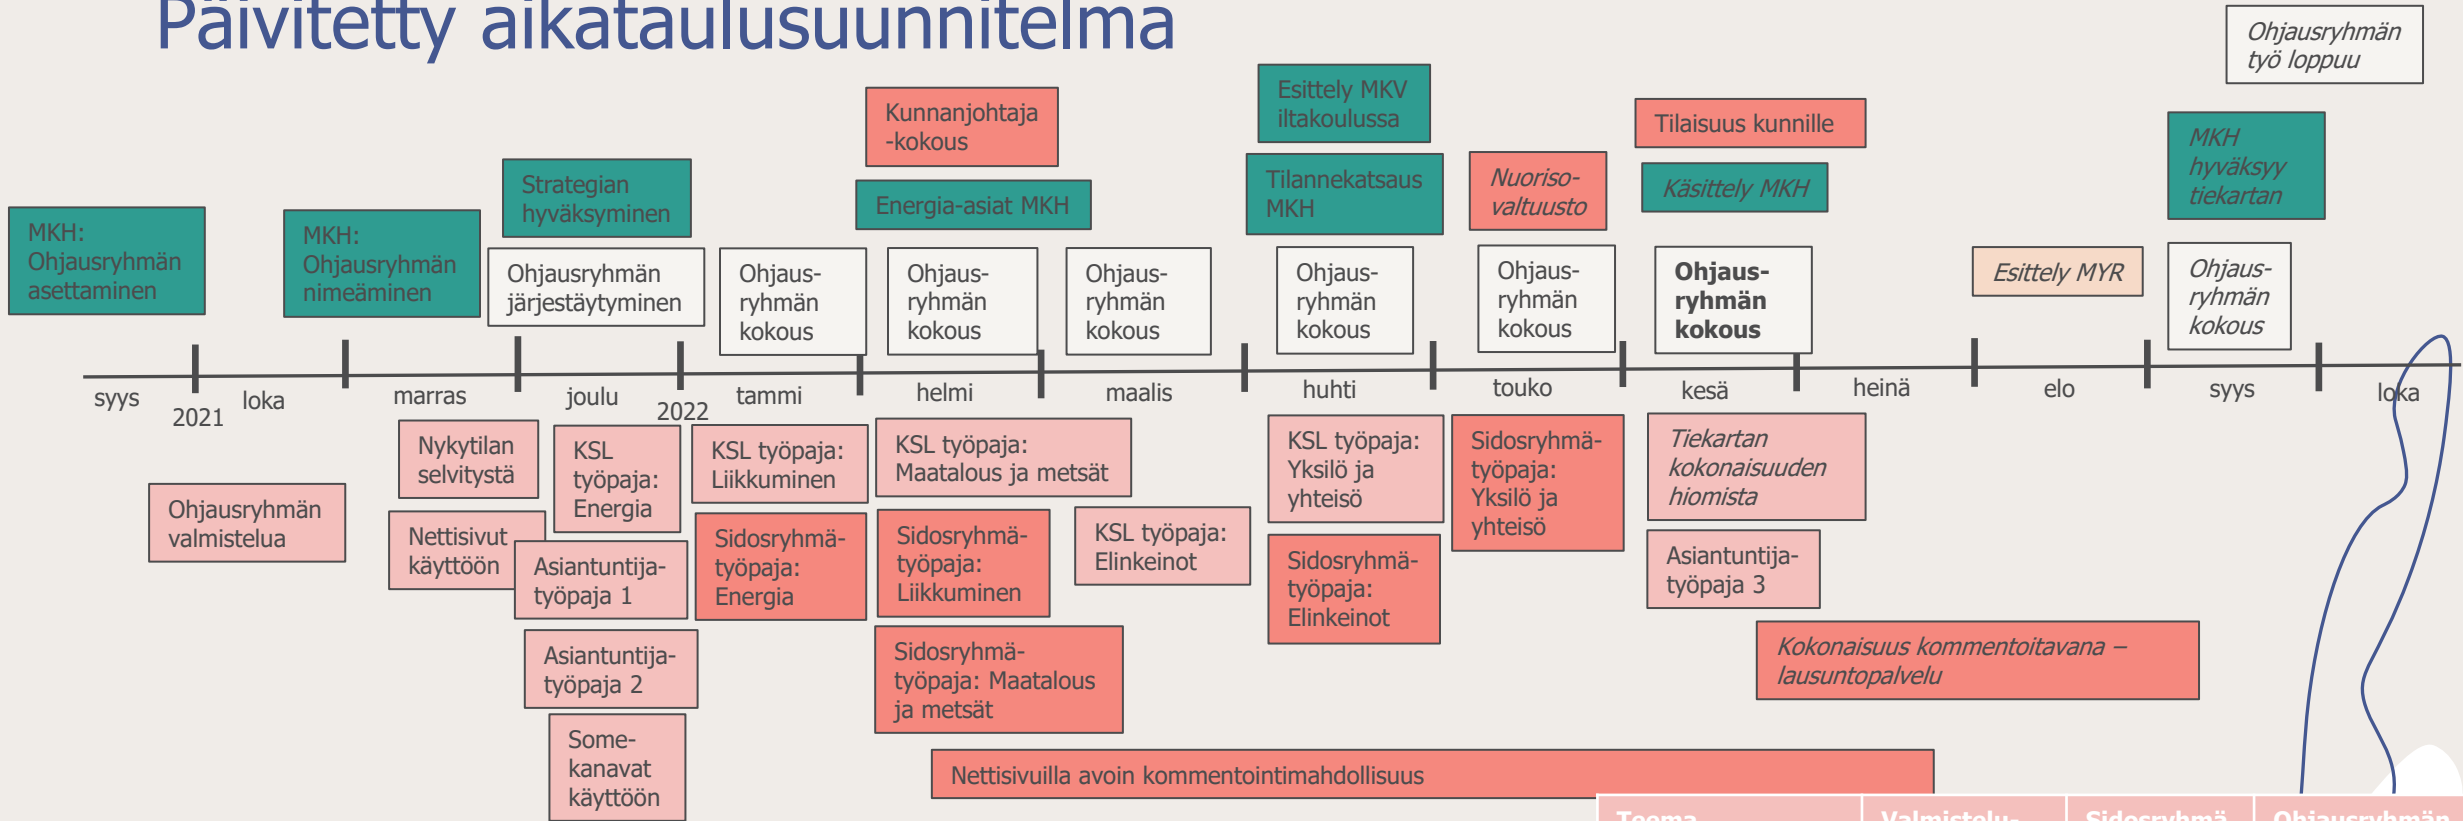 Päivitetty aikataulusuunnitelma
Ohjausryhmän
työ loppuu
Esittely MKV
iltakoulussa
Kunnanjohtaja
-kokous
Tilaisuus kunnille
MKH
hyväksyy
tiekartan
Strategian
hyväksyminen
Energia-asiat MKH
Tilannekatsaus
MKH
Nuoriso-
valtuusto
Käsittely MKH
MKH:
Ohjausryhmän
asettaminen
MKH:
Ohjausryhmän
nimeäminen
Ohjausryhmän
järjestäytyminen
Ohjaus-
ryhmän
kokous
Ohjaus-
ryhmän
kokous
Ohjaus-
ryhmän
kokous
Ohjaus-
ryhmän
kokous
Ohjaus-
ryhmän
kokous
Ohjaus-
ryhmän
kokous
Esittely MYR
Ohjaus-
ryhmän
kokous
syys
2021
loka
marras
joulu
2022
tammi
helmi
maalis
huhti
touko
kesä
heinä
elo
syys
loka
Ohjausryhmän
valmistelua
Nykytilan
selvitystä
Nettisivut
käyttöön
KSL
työpaja:
Energia
Asiantuntija-
työpaja 1
Asiantuntija-
työpaja 2
Some-
kanavat
käyttöön
KSL työpaja:
Liikkuminen
Sidosryhmä-
työpaja:
Energia
KSL työpaja:
Maatalous ja metsät
Sidosryhmä-
työpaja:
Liikkuminen
Sidosryhmä-
työpaja: Maatalous
ja metsät
KSL työpaja:
Elinkeinot
KSL työpaja:
Yksilö ja
yhteisö
Sidosryhmä-
työpaja:
Elinkeinot
Sidosryhmä-
työpaja:
Yksilö ja
yhteisö
Tiekartan
kokonaisuuden
hiomista
Asiantuntija-
työpaja 3
Kokonaisuus kommentoitavana –
lausuntopalvelu
Nettisivuilla avoin kommentointimahdollisuus
Teema
Valmistelu-
Sidosryhmä
Ohjausryhmän